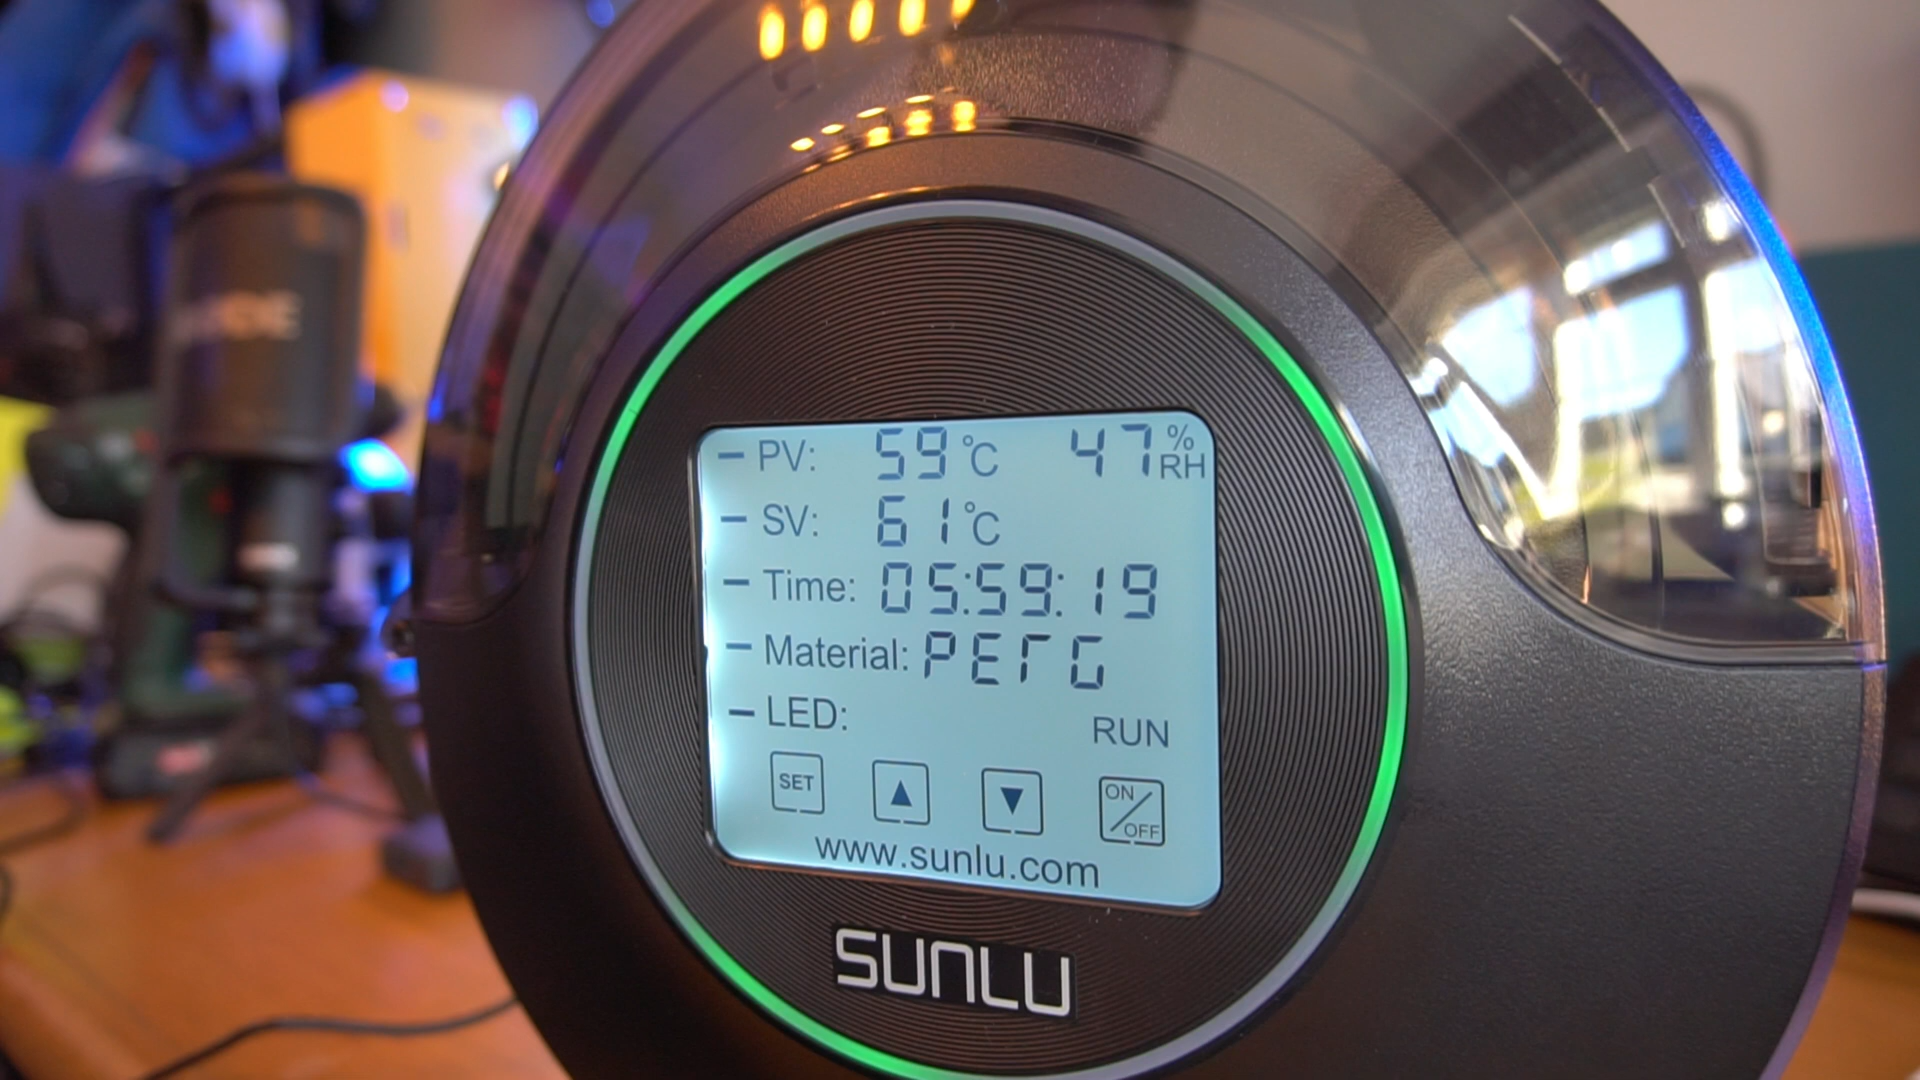 PV: 59°C 47%RH
SV: 61°C
Time: 05:59:19
Material: PETG
LED: RUN
SET ▲ ▼ ON/OFF
www.sunlu.com
SUNLU